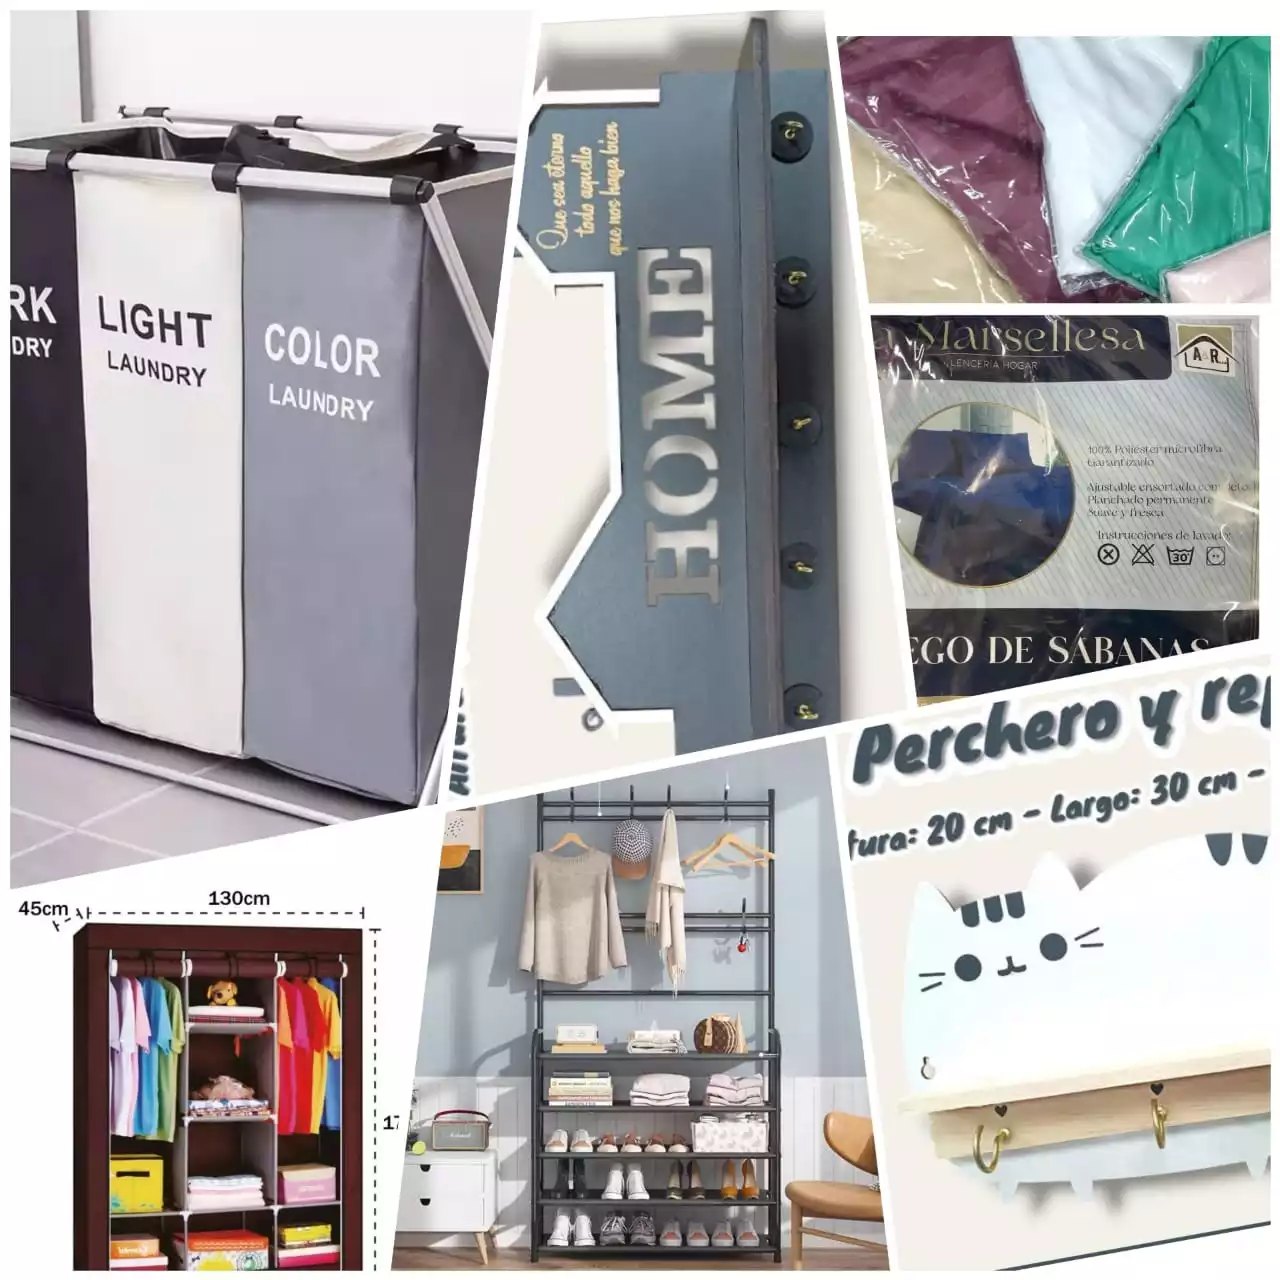 RK
DRY
LIGHT
LAUNDRY
COLOR
LAUNDRY
Que sea eterno
todo aquello
que nos haga bien
HOME
a Marsellesa
LENCERIA HOGAR
A&R
100% Poliester microfibra
Garantizado
Ajustable
Planchado permanente
Suave y fresca
Instrucciones de lavado:
30°
EGO DE SÁBANAS
Perchero y rep
tura: 20 cm - Largo: 30 cm -
45cm
130cm
17